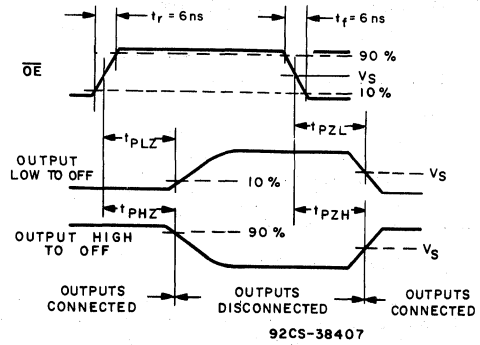 tr = 6ns
tf = 6ns
OE
90 %
VS
10 %
tPLZ
tPZL
OUTPUT
LOW TO OFF
VS
10 %
tPHZ
tPZH
OUTPUT HIGH
TO OFF
90 %
VS
OUTPUTS
CONNECTED
OUTPUTS
DISCONNECTED
OUTPUTS
CONNECTED
92CS-38407